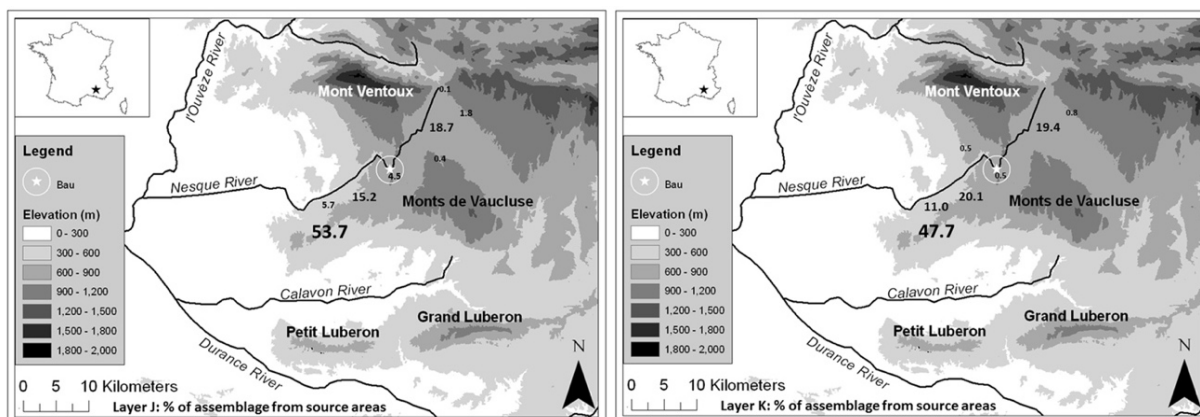 l'Ouvèze River
Mont Ventoux
0.1
18.7
1.8
0.4
4.5
Nesque River
15.2
5.7
Monts de Vaucluse
53.7
Calavon River
Petit Luberon
Grand Luberon
Durance River
N
Legend
Bau
Elevation (m)
0 - 300
300 - 600
600 - 900
900 - 1,200
1,200 - 1,500
1,500 - 1,800
1,800 - 2,000
0 5 10 Kilometers
Layer J: % of assemblage from source areas
l'Ouvèze River
Mont Ventoux
19.4
0.8
0.5
0.5
Nesque River
20.1
11.0
Monts de Vaucluse
47.7
Calavon River
Petit Luberon
Grand Luberon
Durance River
N
Legend
Bau
Elevation (m)
0 - 300
300 - 600
600 - 900
900 - 1,200
1,200 - 1,500
1,500 - 1,800
1,800 - 2,000
0 5 10 Kilometers
Layer K: % of assemblage from source areas